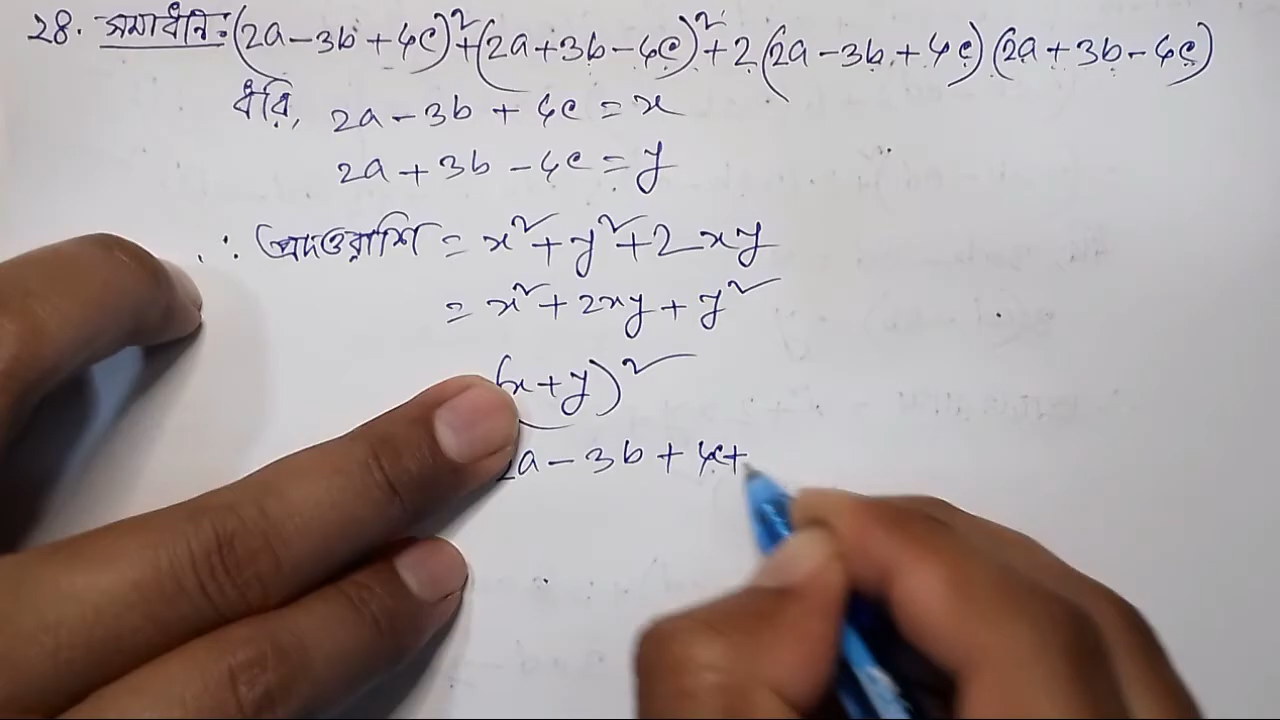 28. সমাধান:(2a-3b+4c)²+(2a+3b-4c)²+2(2a-3b+4c)(2a+3b-4c)
ধরি, 2a-3b+4c=x
2a+3b-4c=y
∴ প্রদত্তরাশি = x²+y²+2xy
= x²+2xy+y²
(x+y)²
2a-3b+4c+